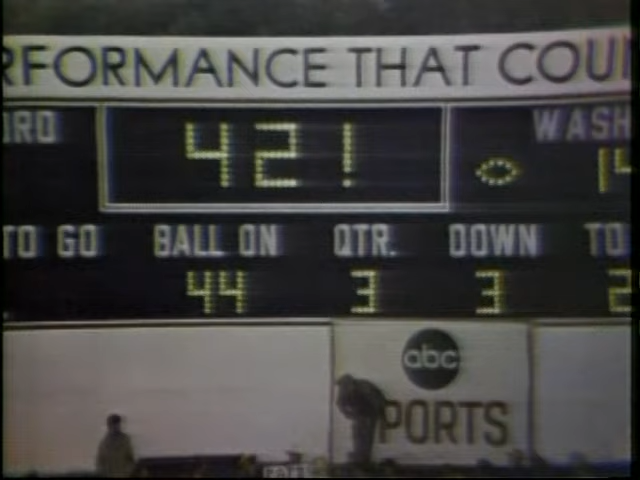 RFORMANCE THAT COU
ORD 42! WASH
14
TO GO BALL ON QTR. DOWN TO
44 3 3 2
abc
PORTS